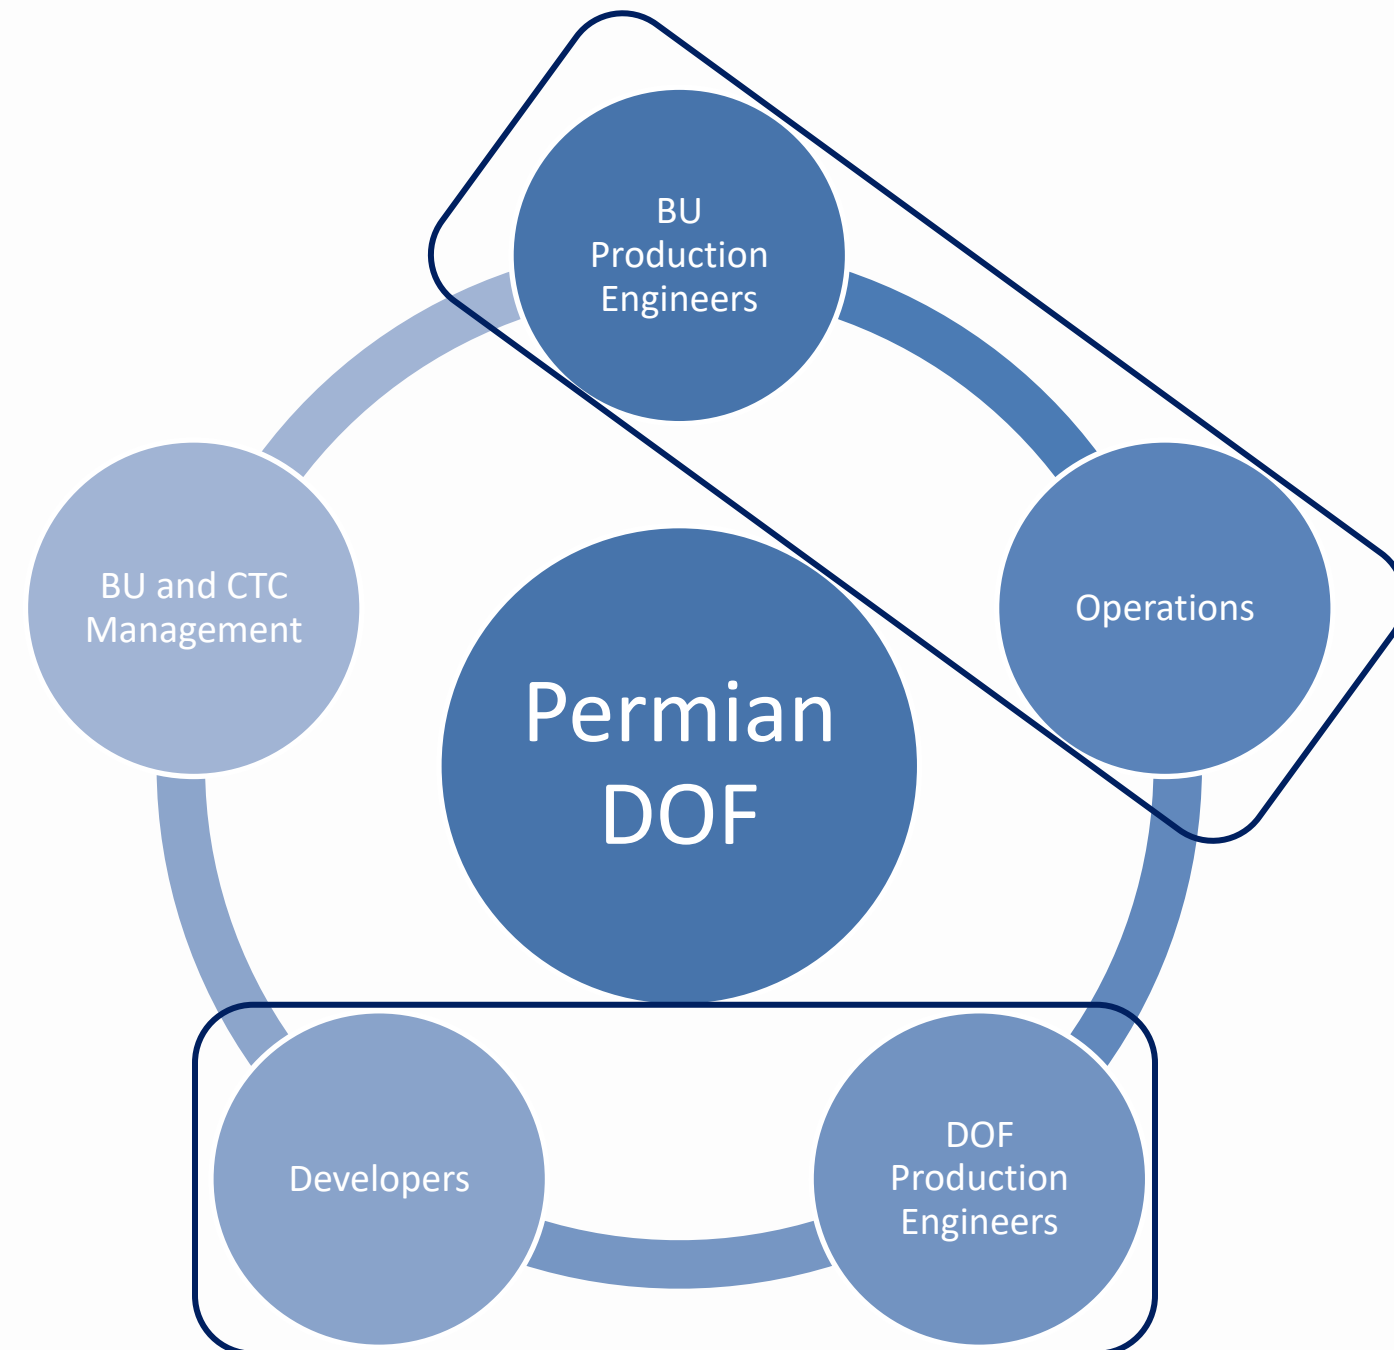 BU
Production
Engineers
BU and CTC
Management
Operations
Permian
DOF
Developers
DOF
Production
Engineers